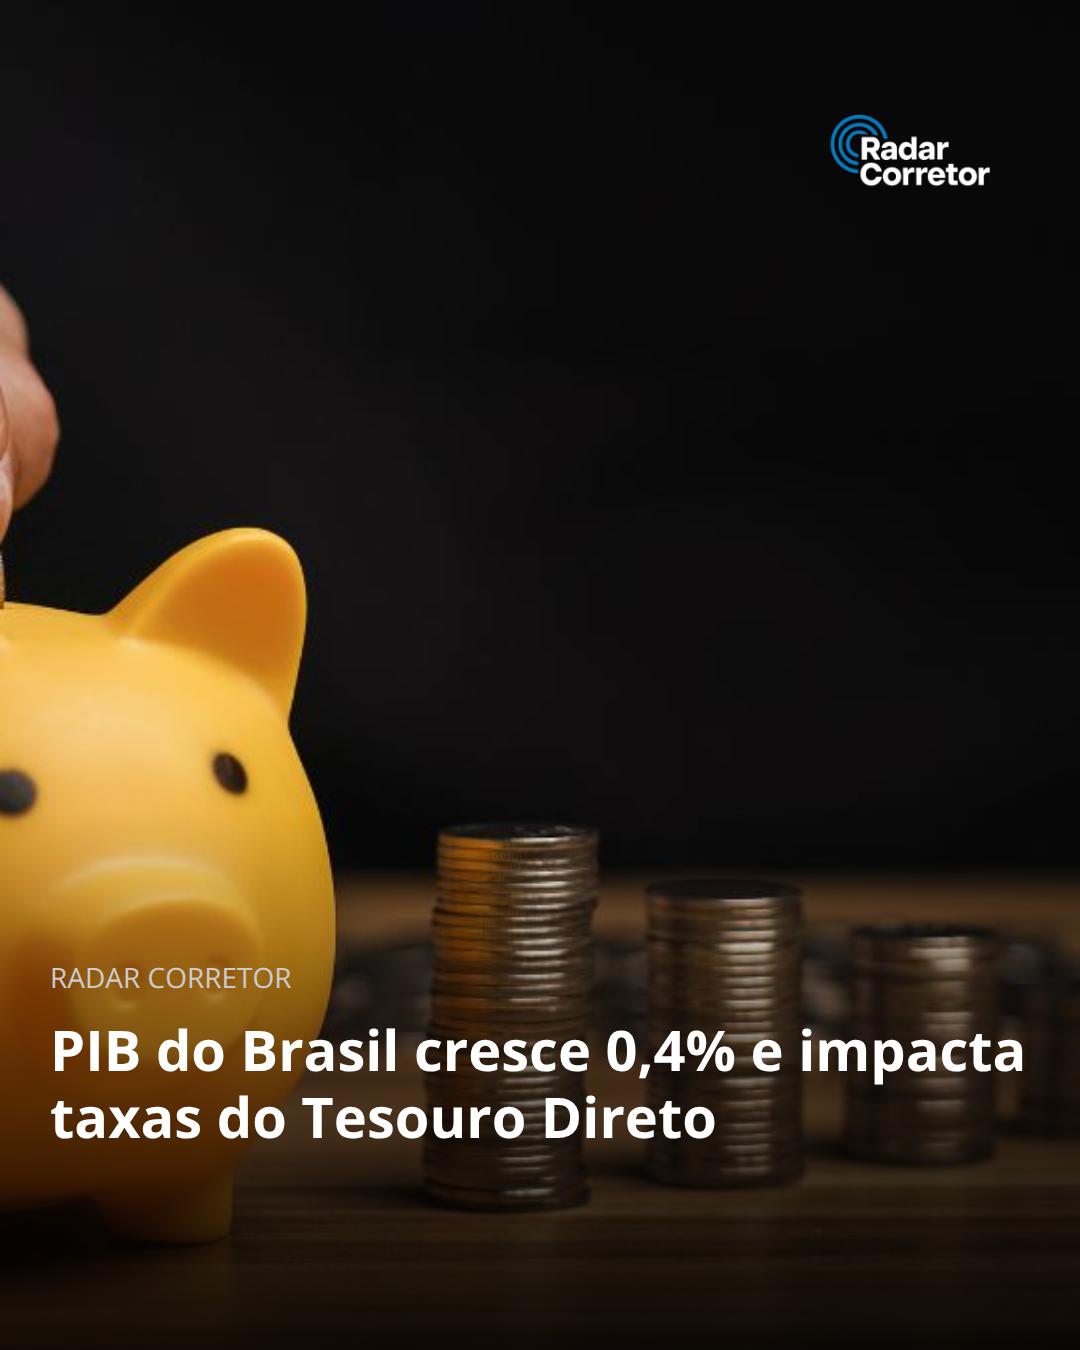 Radar
Corretor
RADAR CORRETOR
PIB do Brasil cresce 0,4% e impacta
taxas do Tesouro Direto